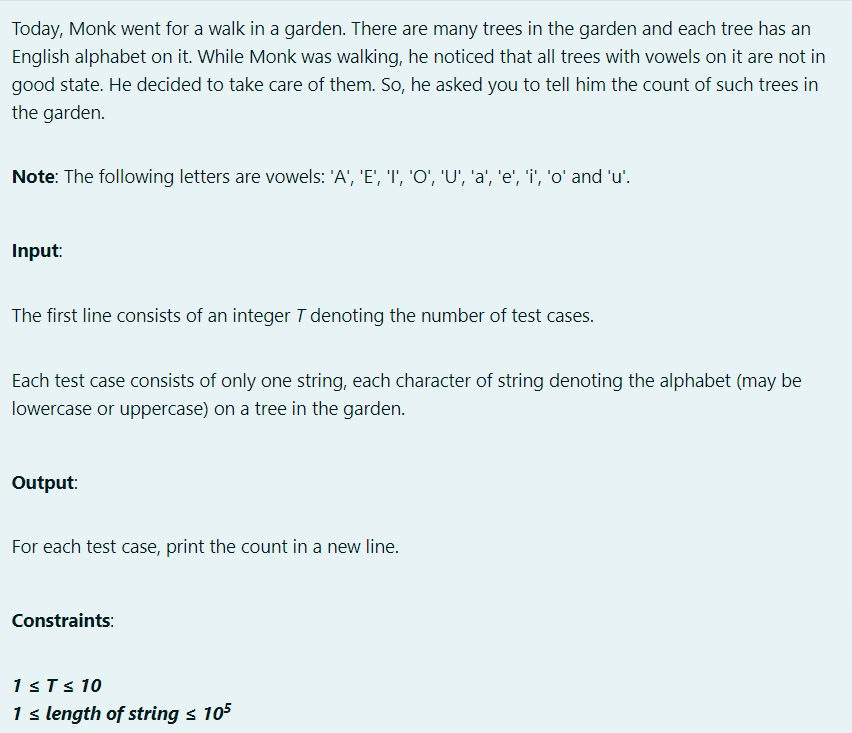 Today, Monk went for a walk in a garden. There are many trees in the garden and each tree has an
English alphabet on it. While Monk was walking, he noticed that all trees with vowels on it are not in
good state. He decided to take care of them. So, he asked you to tell him the count of such trees in
the garden.
Note: The following letters are vowels: 'A', 'E', 'I', 'O', 'U', 'a', 'e', 'i', 'o' and 'u'.
Input:
The first line consists of an integer T denoting the number of test cases.
Each test case consists of only one string, each character of string denoting the alphabet (may be
lowercase or uppercase) on a tree in the garden.
Output:
For each test case, print the count in a new line.
Constraints:
1 ≤ T ≤ 10
1 ≤ length of string ≤ 10⁵